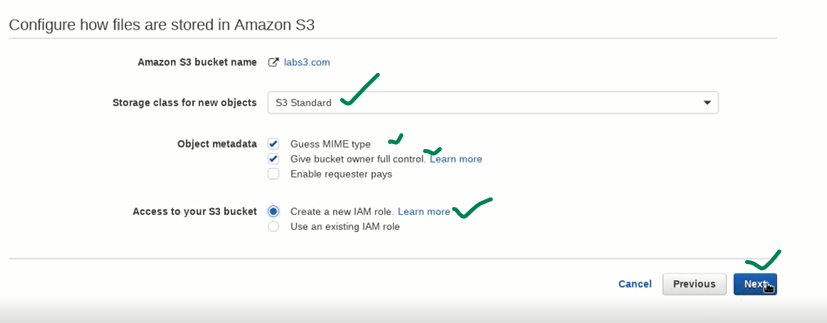 Configure how files are stored in Amazon S3
Amazon S3 bucket name labs3.com
Storage class for new objects S3 Standard
Object metadata Guess MIME type
Give bucket owner full control. Learn more
Enable requester pays
Access to your S3 bucket Create a new IAM role. Learn more
Use an existing IAM role
Cancel Previous Next